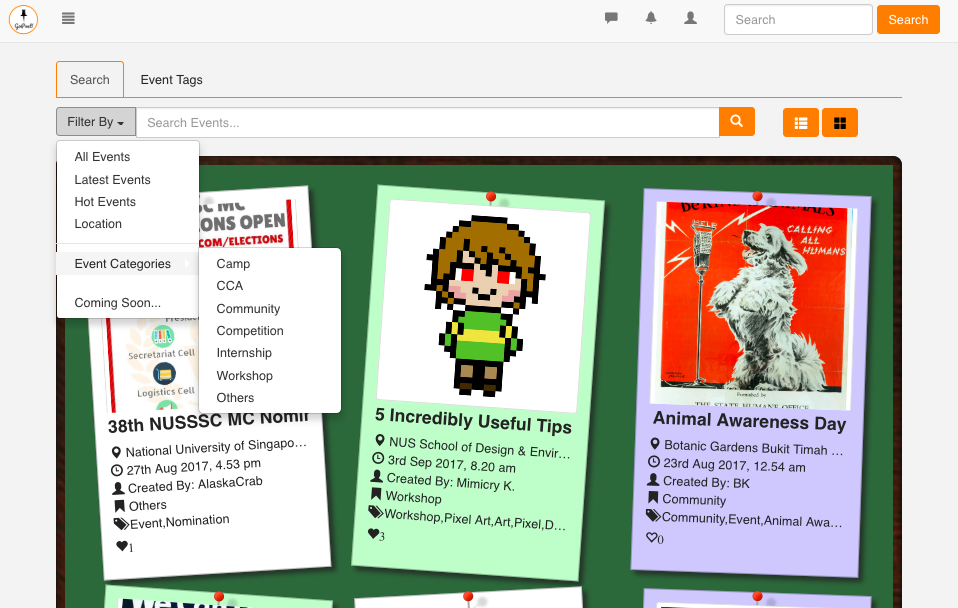 GoPinIt
Search
Search
Search
Event Tags
Filter By
Search Events...
All Events
Latest Events
Hot Events
Location
Event Categories
Coming Soon...
Camp
CCA
Community
Competition
Internship
Workshop
Others
SC MC
ONS OPEN
COM/ELECTIONS
Secretariat Cell
Logistics Cell
38th NUSSSC MC Nomin
National University of Singapo...
27th Aug 2017, 4.53 pm
Created By: AlaskaCrab
Others
Event,Nomination
1
5 Incredibly Useful Tips
NUS School of Design & Envir...
3rd Sep 2017, 8.20 am
Created By: Mimicry K.
Workshop
Workshop,Pixel Art,Art,Pixel,D...
3
CALLING
ALL
HUMANS
Formulated by
THE STATE HUMANE OFFICE
Animal Awareness Day
Botanic Gardens Bukit Timah ...
23rd Aug 2017, 12.54 am
Created By: BK
Community
Community,Event,Animal Awa...
0